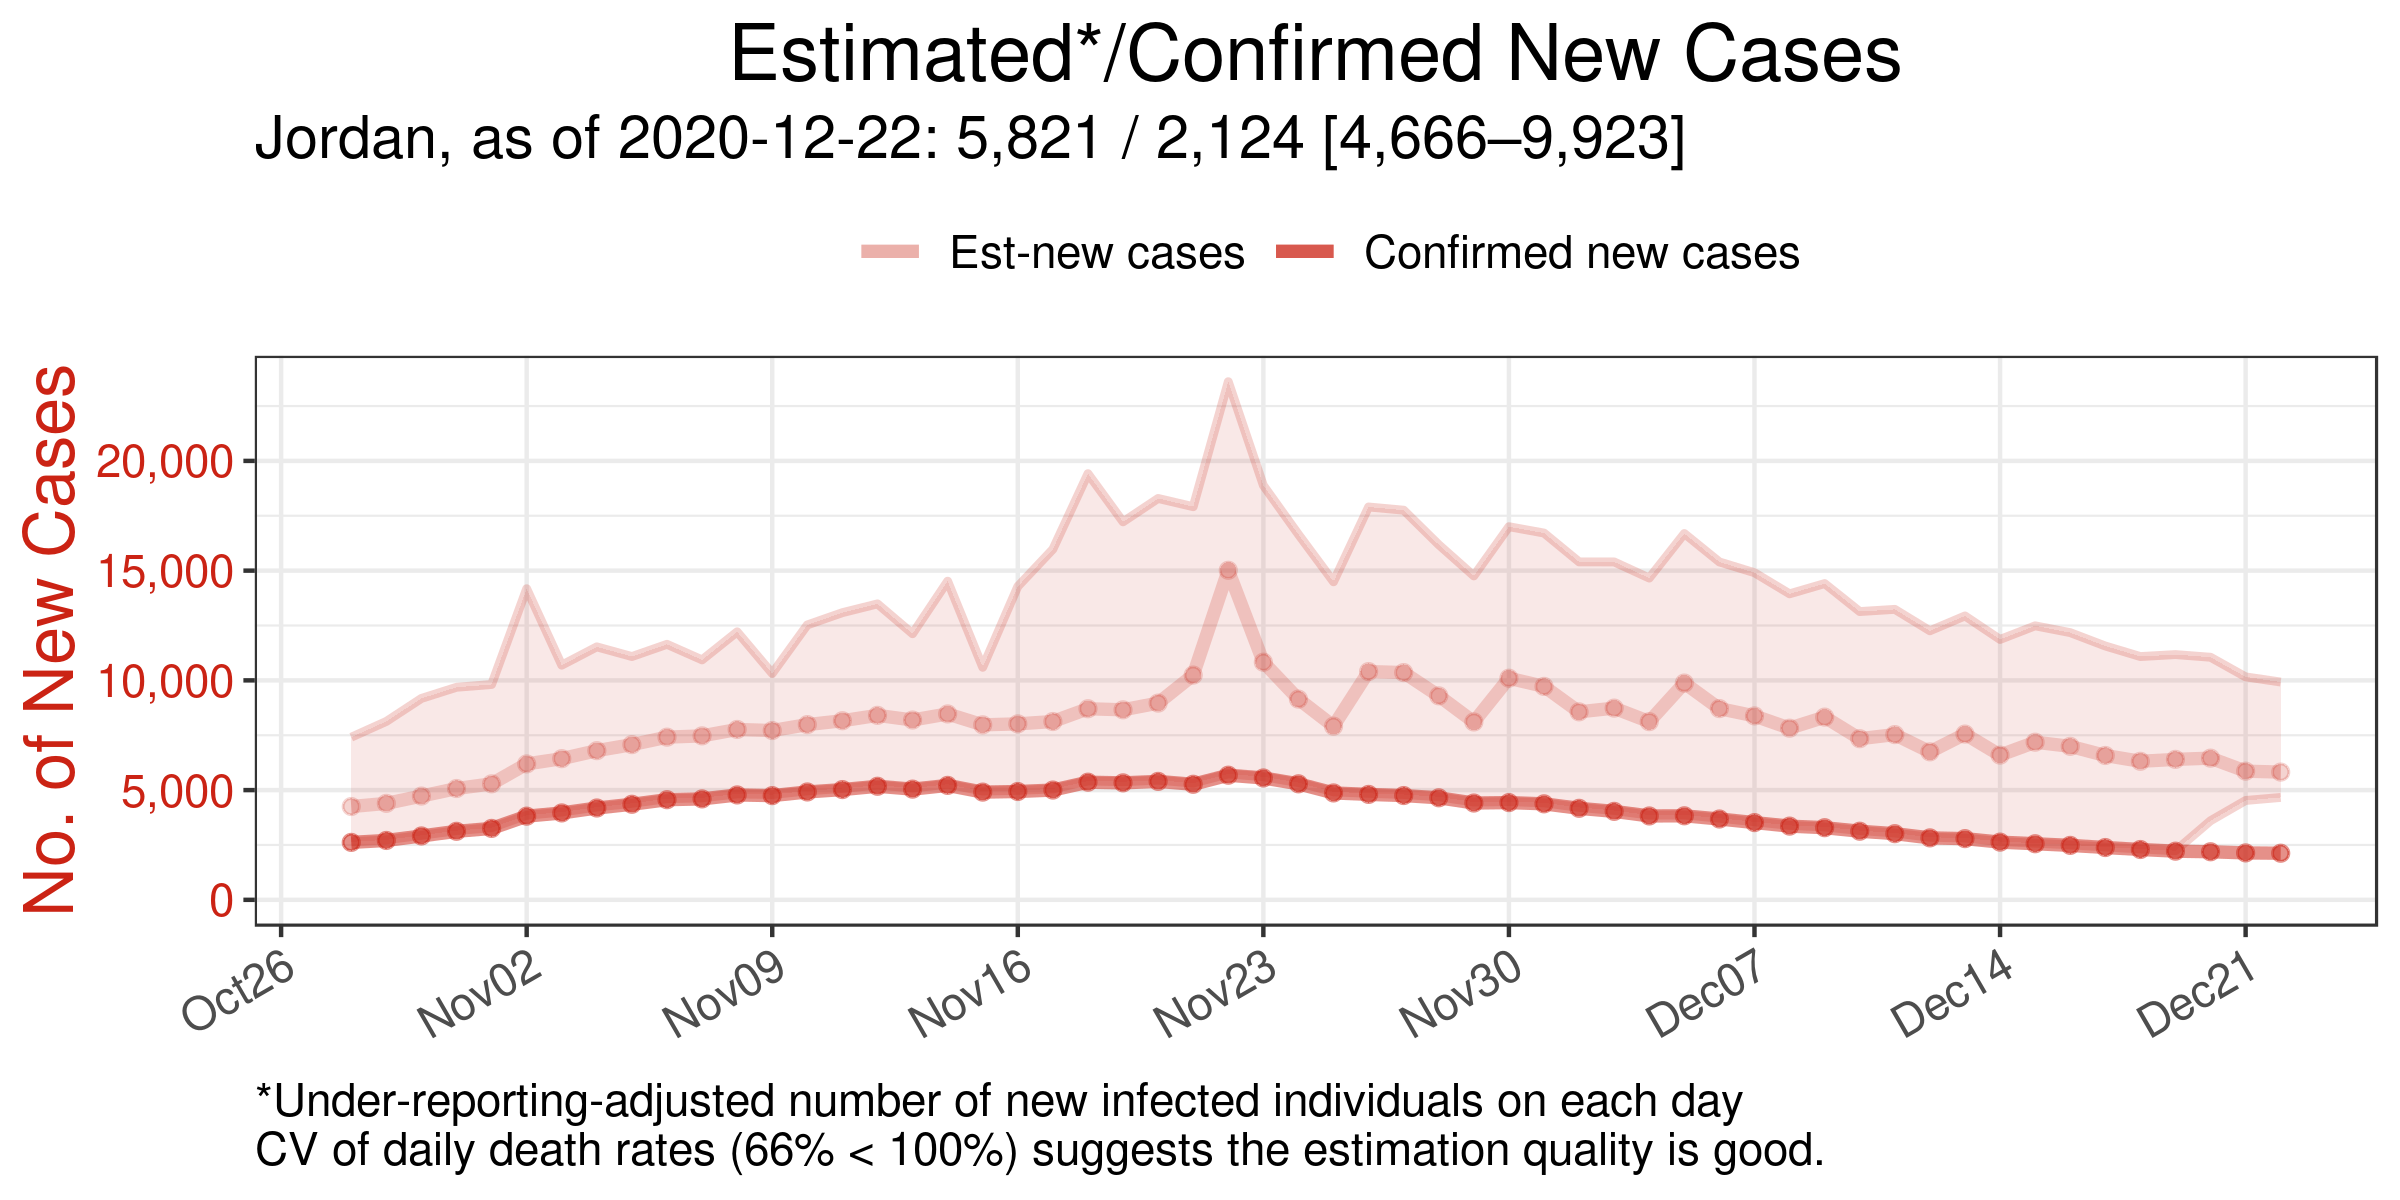 Estimated*/Confirmed New Cases
Jordan, as of 2020-12-22: 5,821 / 2,124 [4,666–9,923]
Est-new cases
Confirmed new cases
No. of New Cases
20,000
15,000
10,000
5,000
0
Oct26
Nov02
Nov09
Nov16
Nov23
Nov30
Dec07
Dec14
Dec21
*Under-reporting-adjusted number of new infected individuals on each day
CV of daily death rates (66% < 100%) suggests the estimation quality is good.